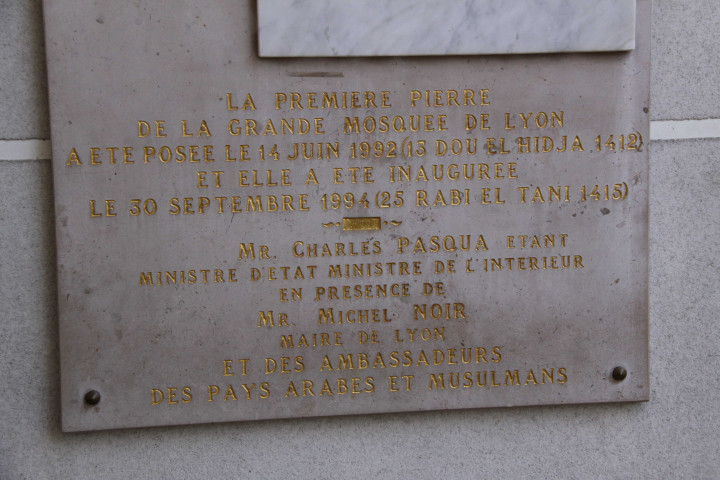 LA PREMIERE PIERRE
DE LA GRANDE MOSQUEE DE LYON
A ETE POSEE LE 14 JUIN 1992 (13 DOU EL HIDJA 1412)
ET ELLE A ETE INAUGUREE
LE 30 SEPTEMBRE 1994 (25 RABI EL TANI 1415)
MR. CHARLES PASQUA ETANT
MINISTRE D'ETAT MINISTRE DE L'INTERIEUR
EN PRESENCE DE
MR. MICHEL NOIR
MAIRE DE LYON
ET DES AMBASSADEURS
DES PAYS ARABES ET MUSULMANS